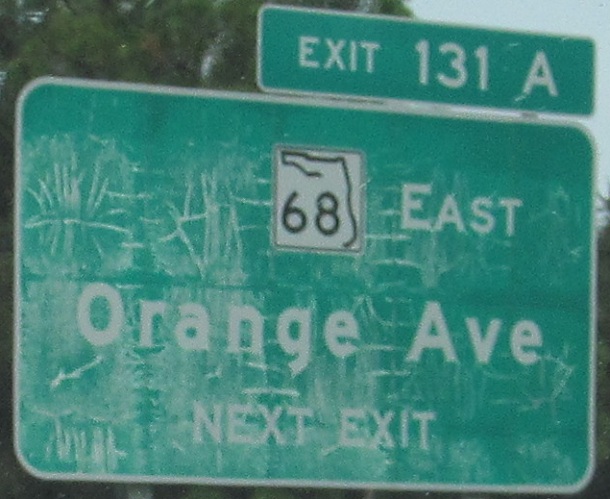 EXIT 131 A
68 EAST
Orange Ave
NEXT EXIT